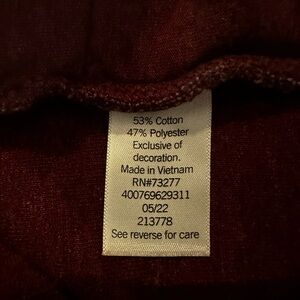 53% Cotton
47% Polyester
Exclusive of
decoration.
Made in Vietnam
RN#73277
400769629311
05/22
213778
See reverse for care